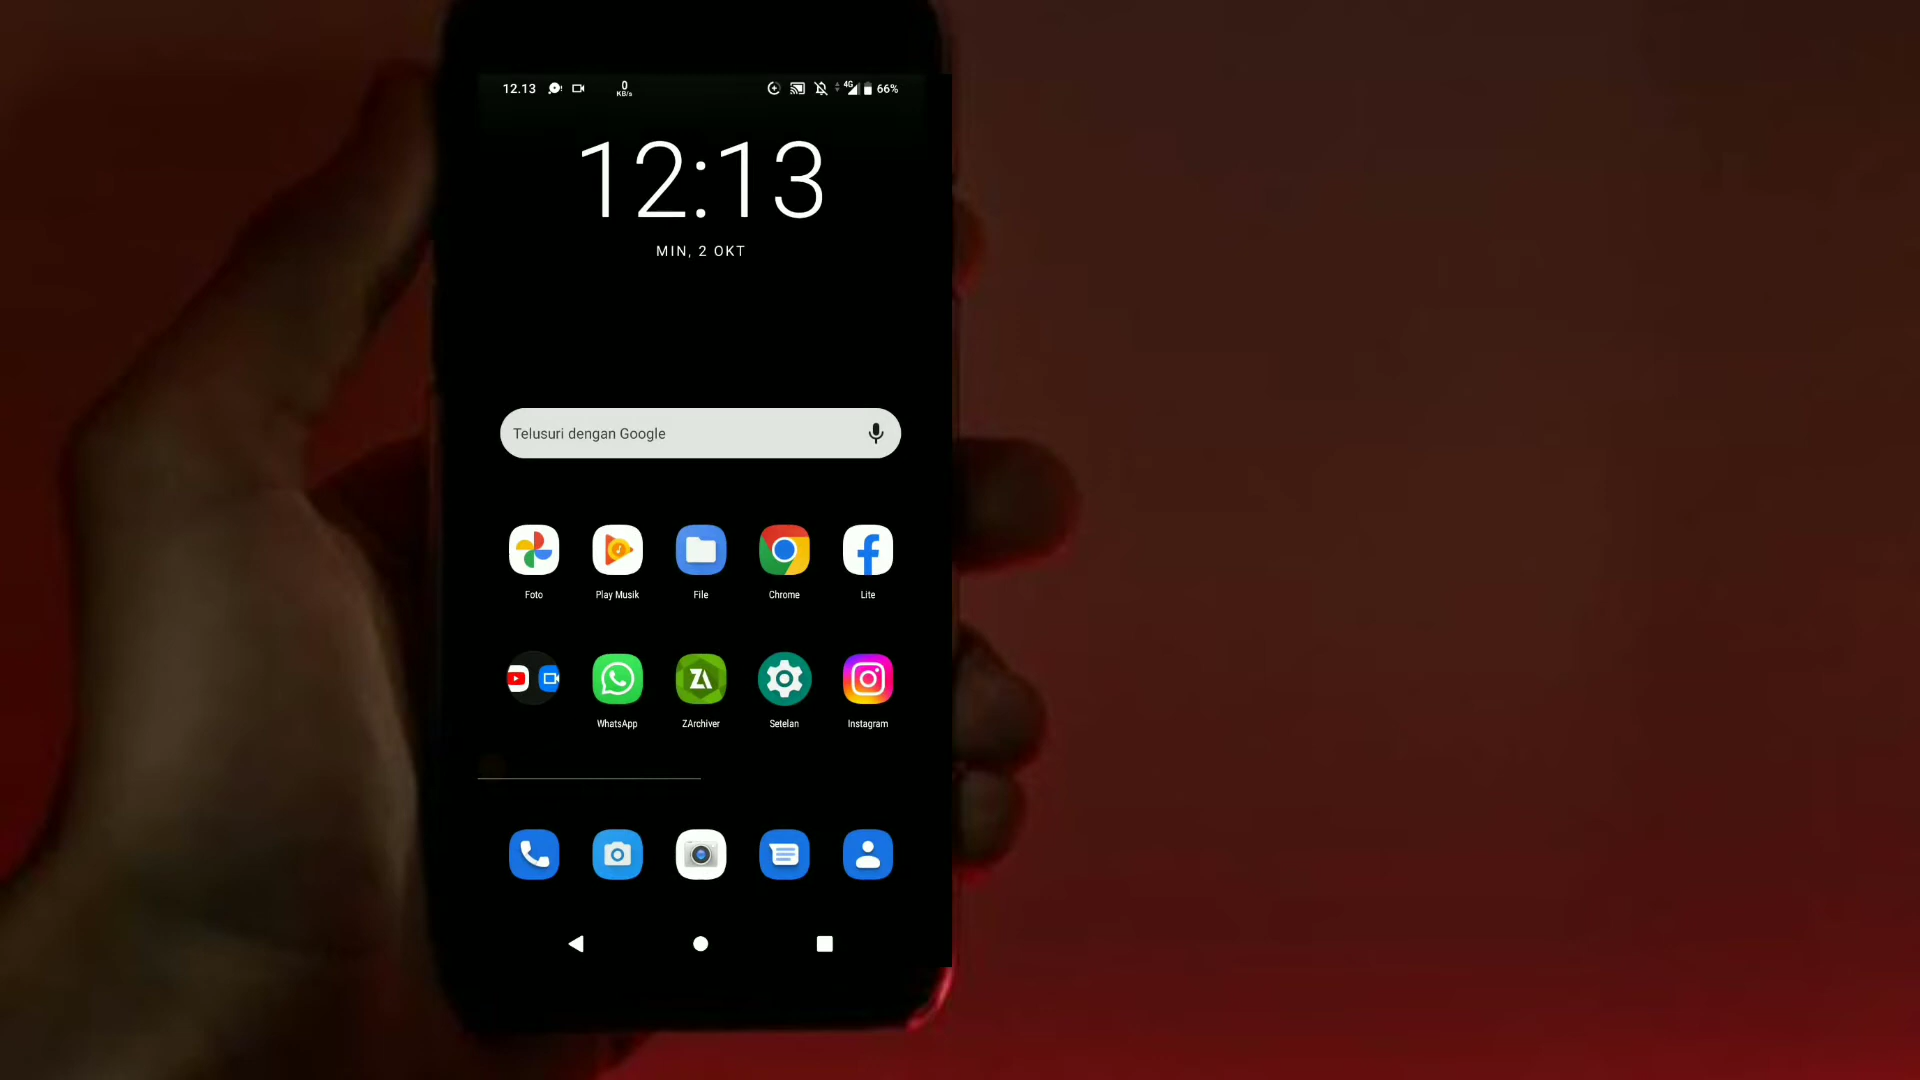 12.13 0 KB/s 4G 66%
12:13
MIN, 2 OKT
Telusuri dengan Google
Foto Play Musik File Chrome Lite
WhatsApp ZArchiver Setelan Instagram